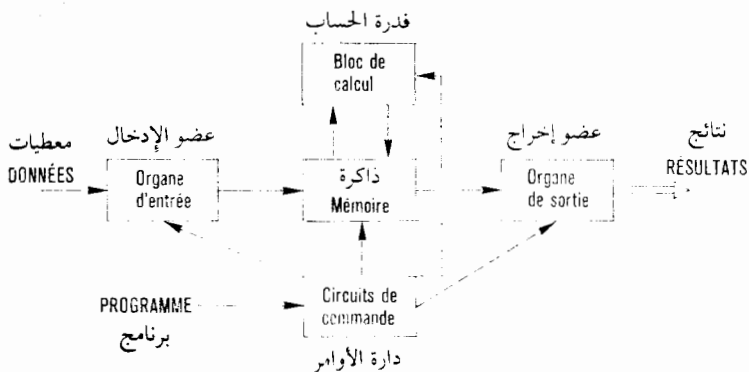 قدرة الحساب
Bloc de
calcul
معطيات
عضو الإدخال
عضو إخراج
نتائج
DONNÉES
Organe
d'entrée
ذاكرة
Mémoire
Organe
de sortie
RÉSULTATS
PROGRAMME
برنامج
Circuits de
commande
دارة الأوامر